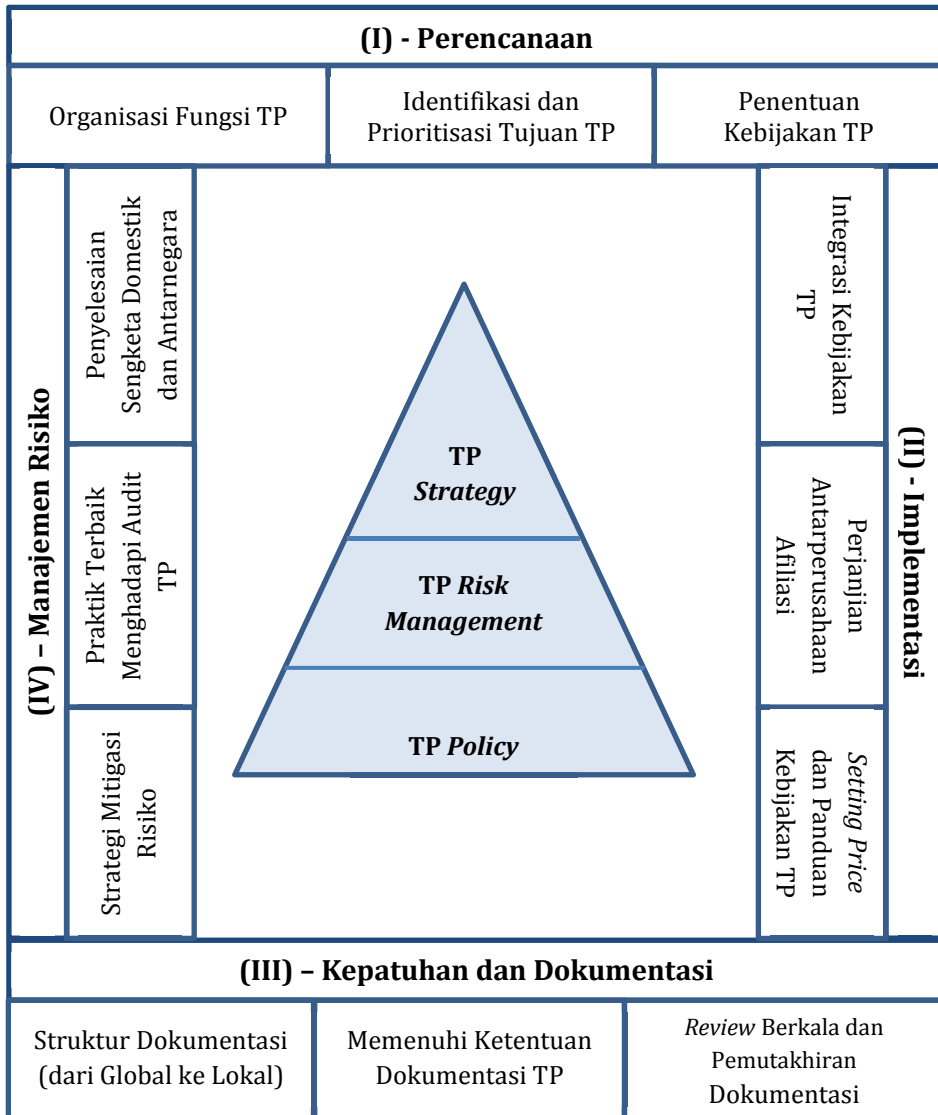 (I) - Perencanaan
Organisasi Fungsi TP
Identifikasi dan
Prioritisasi Tujuan TP
Penentuan
Kebijakan TP
(IV) – Manajemen Risiko
Penyelesaian
Sengketa Domestik
dan Antarnegara
Praktik Terbaik
Menghadapi Audit
TP
Strategi Mitigasi
Risiko
TP
Strategy
TP Risk
Management
TP Policy
Integrasi Kebijakan
TP
Perjanjian
Antarperusahaan
Afiliasi
Setting Price
dan Panduan
Kebijakan TP
(II) - Implementasi
(III) – Kepatuhan dan Dokumentasi
Struktur Dokumentasi
(dari Global ke Lokal)
Memenuhi Ketentuan
Dokumentasi TP
Review Berkala dan
Pemutakhiran
Dokumentasi